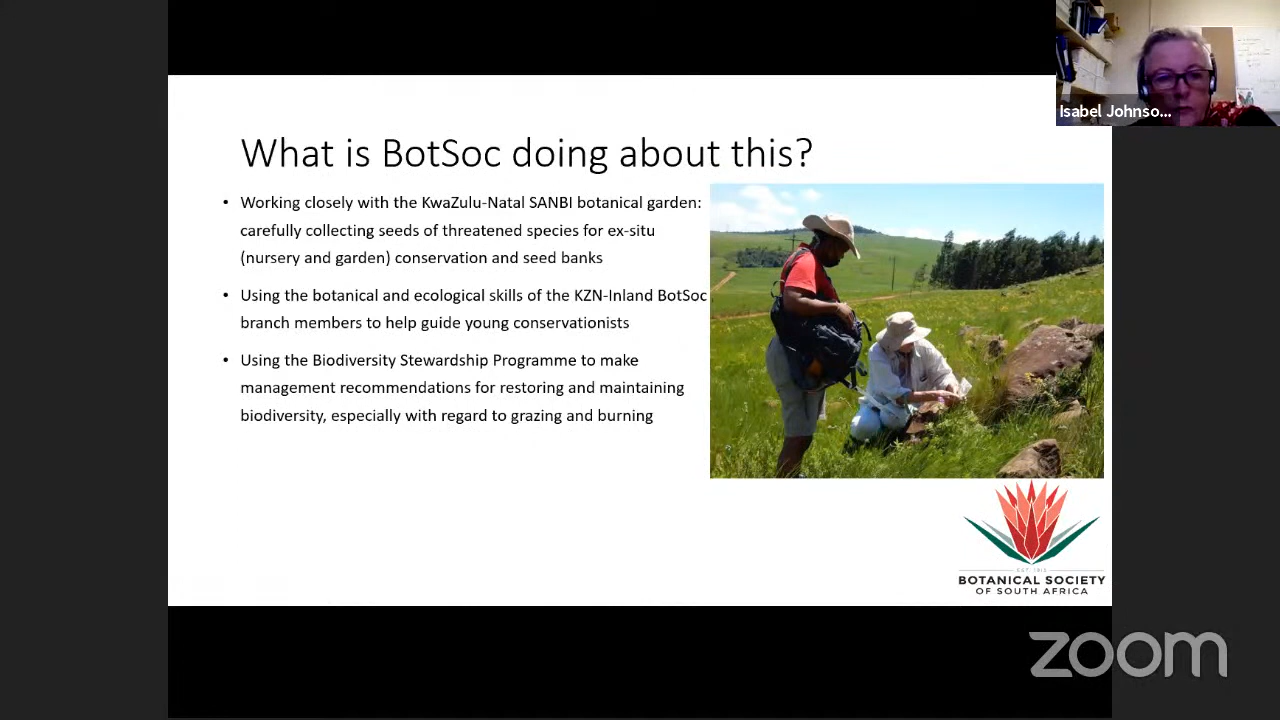 Isabel Johnso...
What is BotSoc doing about this?
• Working closely with the KwaZulu-Natal SANBI botanical garden:
carefully collecting seeds of threatened species for ex-situ
(nursery and garden) conservation and seed banks
• Using the botanical and ecological skills of the KZN-Inland BotSoc
branch members to help guide young conservationists
• Using the Biodiversity Stewardship Programme to make
management recommendations for restoring and maintaining
biodiversity, especially with regard to grazing and burning
BOTANICAL SOCIETY
OF SOUTH AFRICA
zoom